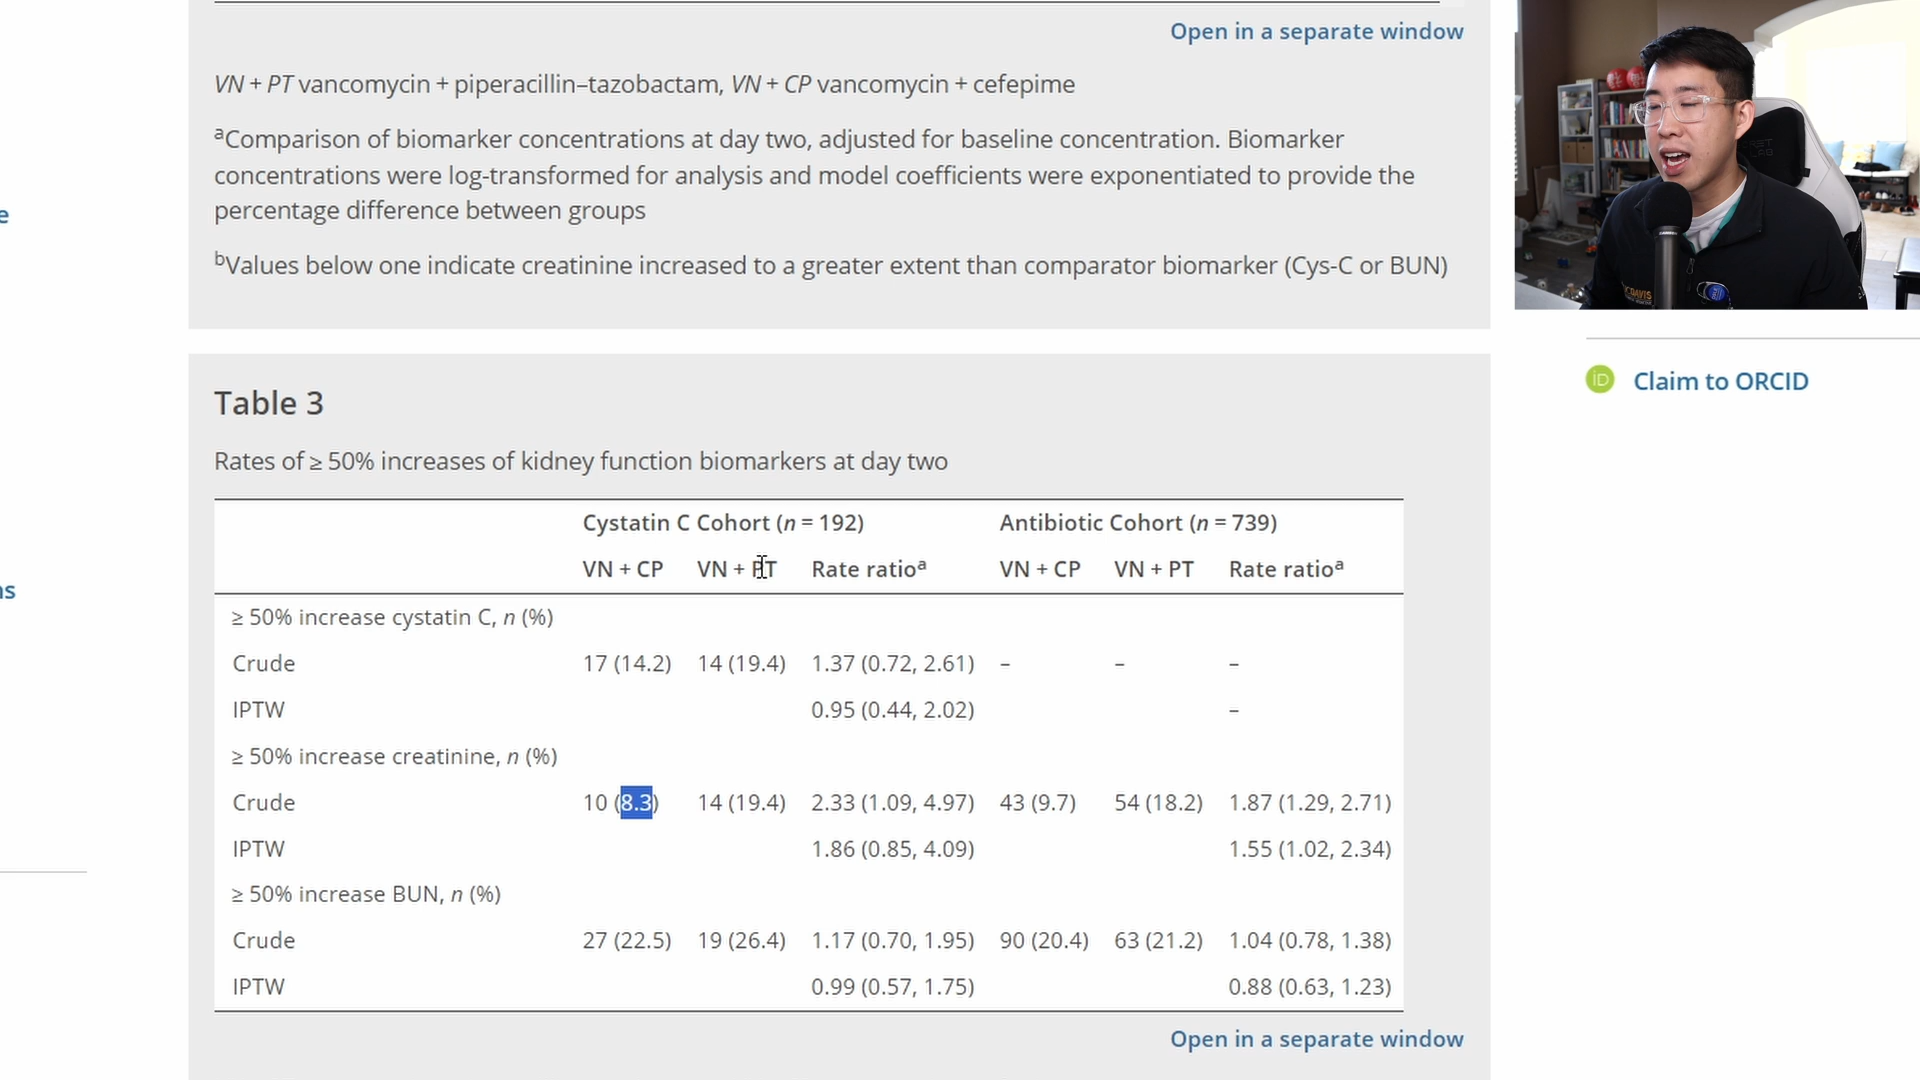 Open in a separate window
VN + PT vancomycin + piperacillin–tazobactam, VN + CP vancomycin + cefepime
aComparison of biomarker concentrations at day two, adjusted for baseline concentration. Biomarker
concentrations were log-transformed for analysis and model coefficients were exponentiated to provide the
percentage difference between groups
bValues below one indicate creatinine increased to a greater extent than comparator biomarker (Cys-C or BUN)
e
Claim to ORCID
Table 3
Rates of ≥ 50% increases of kidney function biomarkers at day two
Cystatin C Cohort (n = 192) Antibiotic Cohort (n = 739)
VN + CP VN + PT Rate ratioa VN + CP VN + PT Rate ratioa
ns
≥ 50% increase cystatin C, n (%)
Crude 17 (14.2) 14 (19.4) 1.37 (0.72, 2.61) – – –
IPTW 0.95 (0.44, 2.02) –
≥ 50% increase creatinine, n (%)
Crude 10 (8.3) 14 (19.4) 2.33 (1.09, 4.97) 43 (9.7) 54 (18.2) 1.87 (1.29, 2.71)
IPTW 1.86 (0.85, 4.09) 1.55 (1.02, 2.34)
≥ 50% increase BUN, n (%)
Crude 27 (22.5) 19 (26.4) 1.17 (0.70, 1.95) 90 (20.4) 63 (21.2) 1.04 (0.78, 1.38)
IPTW 0.99 (0.57, 1.75) 0.88 (0.63, 1.23)
Open in a separate window
DAVIS